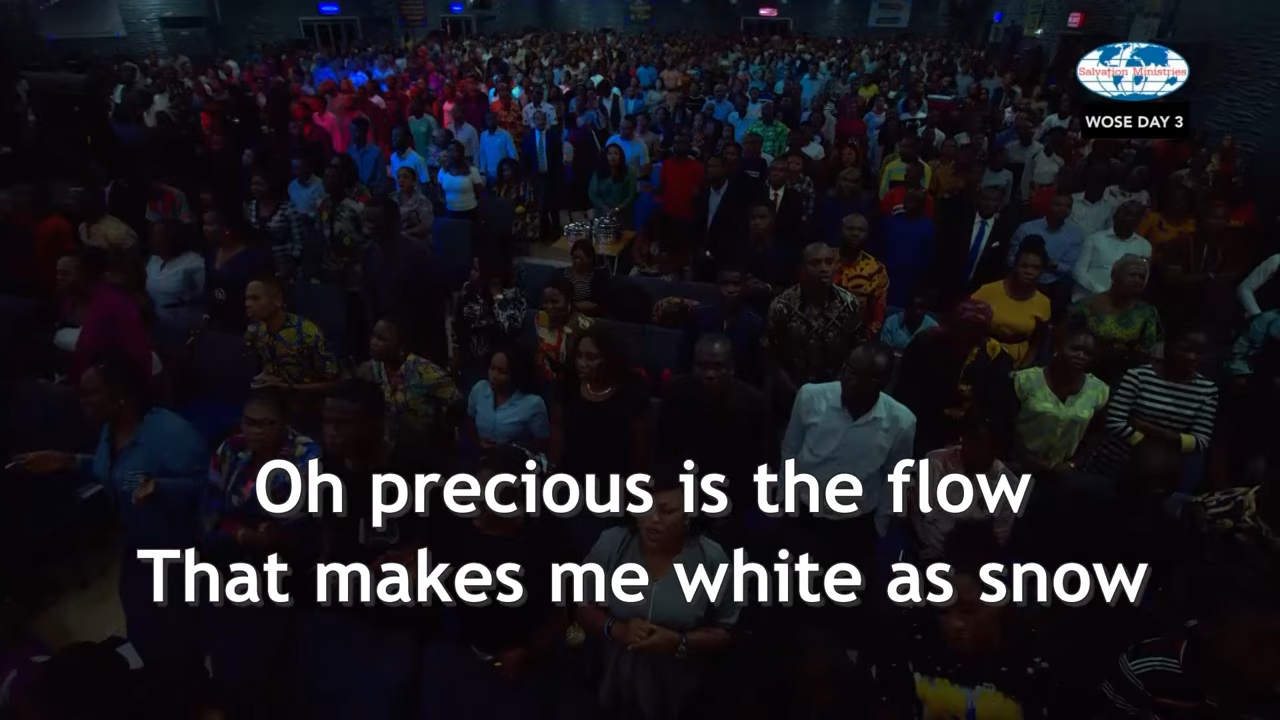 Salvation Ministries
WOSE DAY 3
Oh precious is the flow
That makes me white as snow